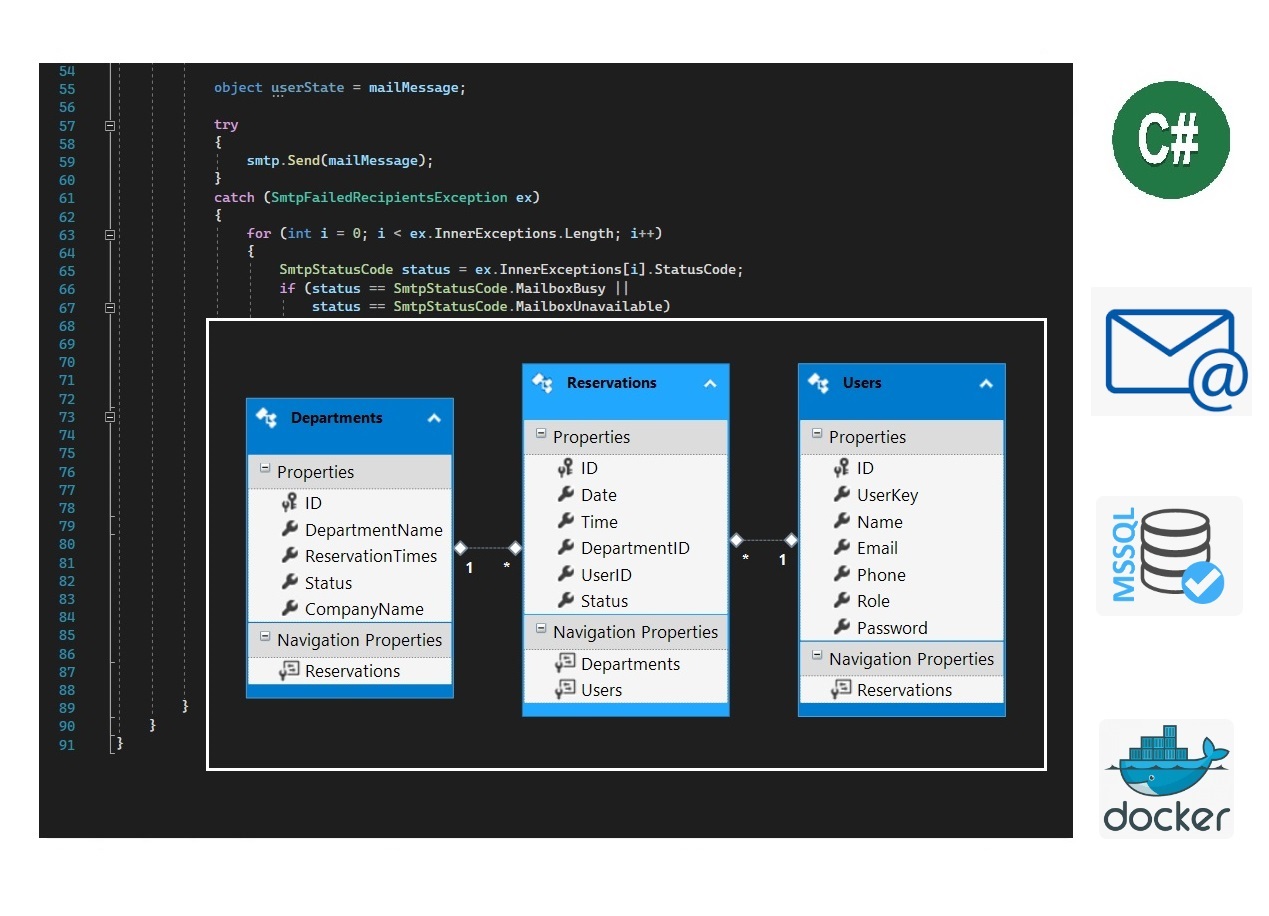 54
55 object userState = mailMessage;
56
57 try
58 {
59 smtp.Send(mailMessage);
60 }
61 catch (SmtpFailedRecipientsException ex)
62 {
63 for (int i = 0; i < ex.InnerExceptions.Length; i++)
64 {
65 SmtpStatusCode status = ex.InnerExceptions[i].StatusCode;
66 if (status == SmtpStatusCode.MailboxBusy ||
67 status == SmtpStatusCode.MailboxUnavailable)
68
69
70
71
72
73
74
75
76
77
78
79
80
81
82
83
84
85
86
87
88
89 }
90 }
91 }
Departments
Properties
ID
DepartmentName
ReservationTimes
Status
CompanyName
Navigation Properties
Reservations
1 *
Reservations
Properties
ID
Date
Time
DepartmentID
UserID
Status
Navigation Properties
Departments
Users
* 1
Users
Properties
ID
UserKey
Name
Email
Phone
Role
Password
Navigation Properties
Reservations
C#
@
MSSQL
docker